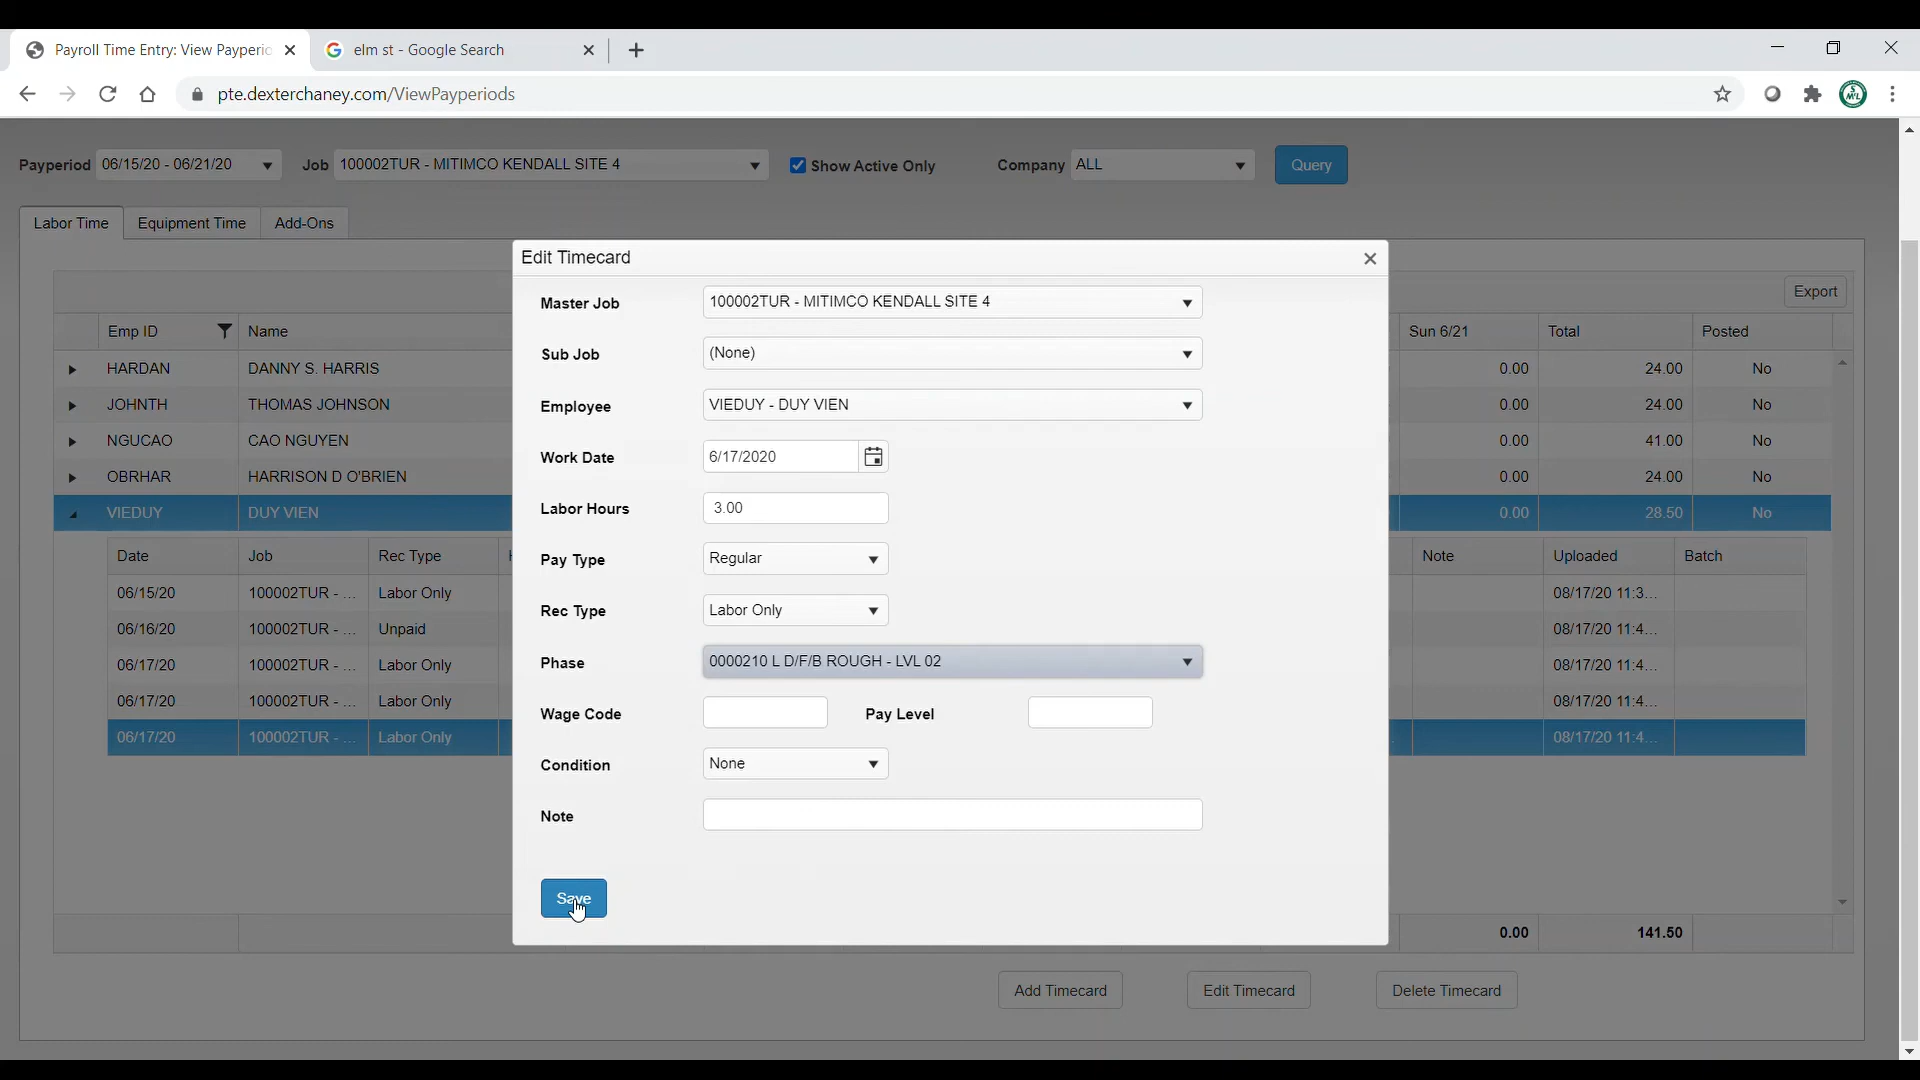 Payroll Time Entry: View Payperio
elm st - Google Search
pte.dexterchaney.com/ViewPayperiods
Payperiod 06/15/20 - 06/21/20 Job 100002TUR - MITIMCO KENDALL SITE 4 Show Active Only Company ALL Query
Labor Time Equipment Time Add-Ons
Export
Emp ID Name Sun 6/21 Total Posted
HARDAN DANNY S. HARRIS 0.00 24.00 No
JOHNTH THOMAS JOHNSON 0.00 24.00 No
NGUCAO CAO NGUYEN 0.00 41.00 No
OBRHAR HARRISON D O'BRIEN 0.00 24.00 No
VIEDUY DUY VIEN 0.00 28.50 No
Date Job Rec Type Note Uploaded Batch
06/15/20 100002TUR - ... Labor Only 08/17/20 11:3...
06/16/20 100002TUR - ... Unpaid 08/17/20 11:4...
06/17/20 100002TUR - ... Labor Only 08/17/20 11:4...
06/17/20 100002TUR - ... Labor Only 08/17/20 11:4...
06/17/20 100002TUR - ... Labor Only 08/17/20 11:4...
0.00 141.50
Edit Timecard
Master Job 100002TUR - MITIMCO KENDALL SITE 4
Sub Job (None)
Employee VIEDUY - DUY VIEN
Work Date 6/17/2020
Labor Hours 3.00
Pay Type Regular
Rec Type Labor Only
Phase 0000210 L D/F/B ROUGH - LVL 02
Wage Code Pay Level
Condition None
Note
Save
Add Timecard Edit Timecard Delete Timecard